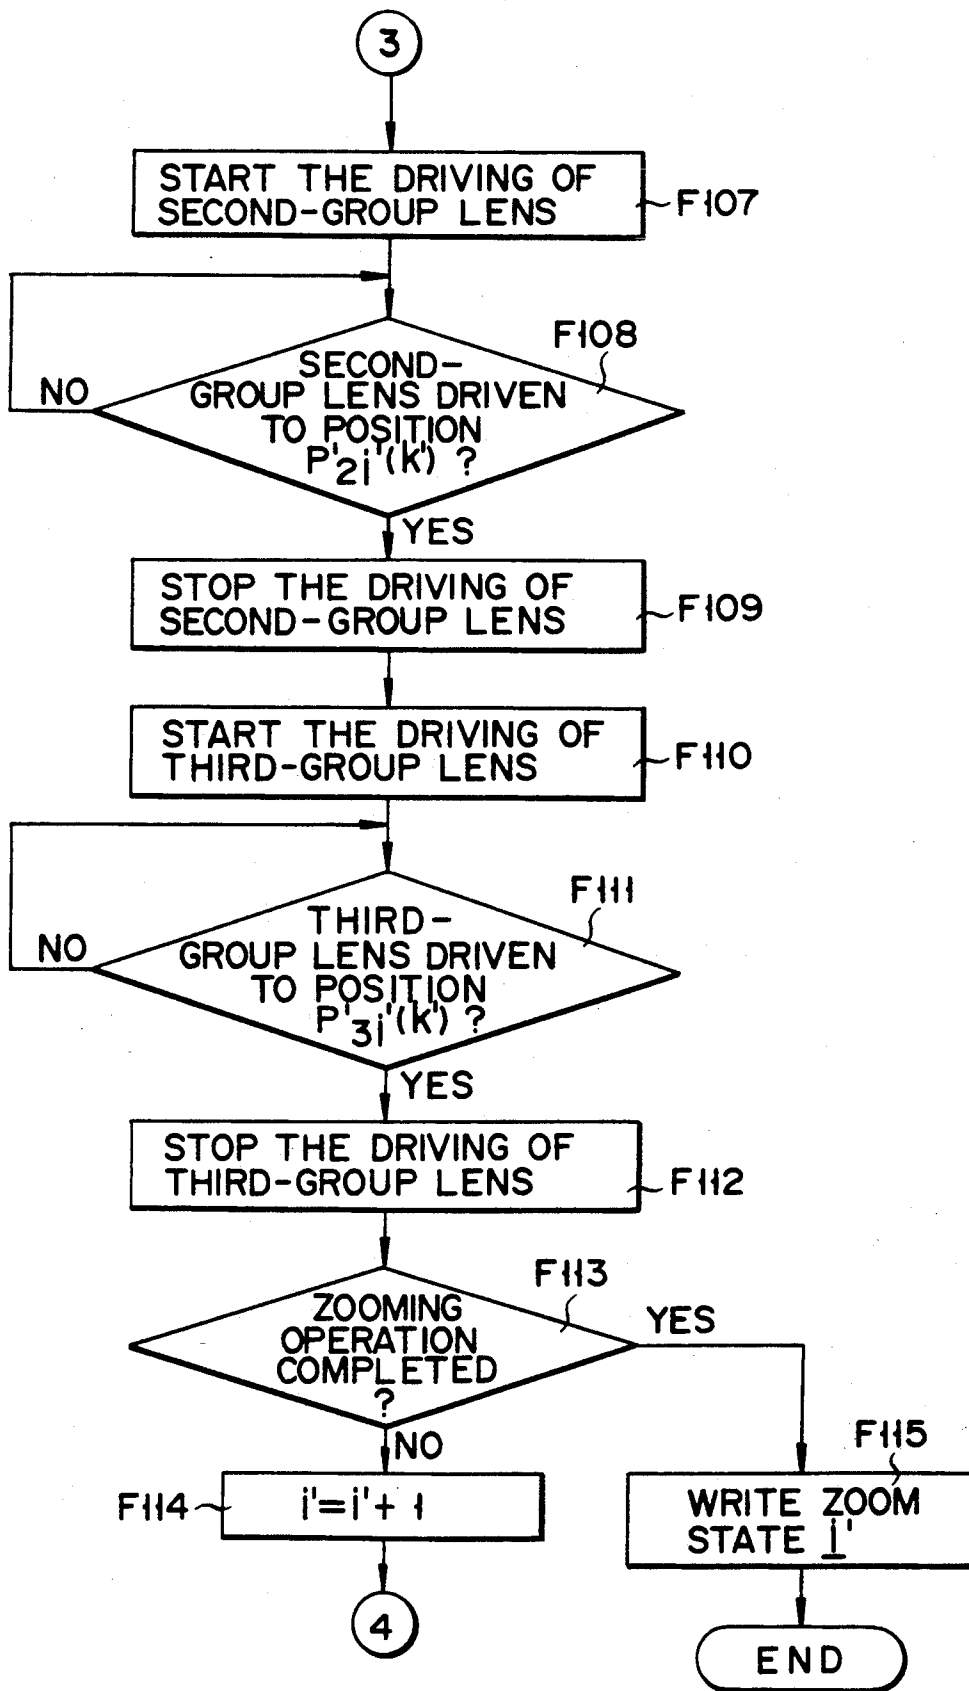 3
START THE DRIVING OF
SECOND-GROUP LENS
F107
F108
SECOND-
GROUP LENS DRIVEN
TO POSITION
P'2i'(k') ?
NO
YES
STOP THE DRIVING OF
SECOND-GROUP LENS
F109
START THE DRIVING OF
THIRD-GROUP LENS
F110
F111
THIRD-
GROUP LENS DRIVEN
TO POSITION
P'3i'(k') ?
NO
YES
STOP THE DRIVING OF
THIRD-GROUP LENS
F112
F113
ZOOMING
OPERATION
COMPLETED
?
YES
NO
F114
i'=i'+1
F115
WRITE ZOOM
STATE i'
4
END